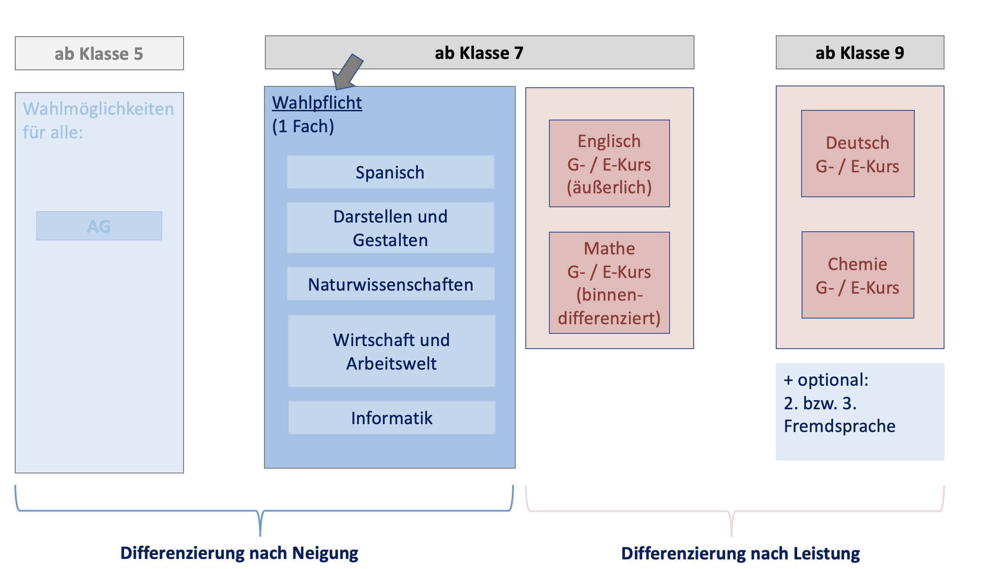 ab Klasse 5
Wahlmöglichkeiten
für alle:
AG
ab Klasse 7
Wahlpflicht
(1 Fach)
Spanisch
Darstellen und
Gestalten
Naturwissenschaften
Wirtschaft und
Arbeitswelt
Informatik
Englisch
G- / E-Kurs
(äußerlich)
Mathe
G- / E-Kurs
(binnen-
differenziert)
ab Klasse 9
Deutsch
G- / E-Kurs
Chemie
G- / E-Kurs
+ optional:
2. bzw. 3.
Fremdsprache
Differenzierung nach Neigung
Differenzierung nach Leistung